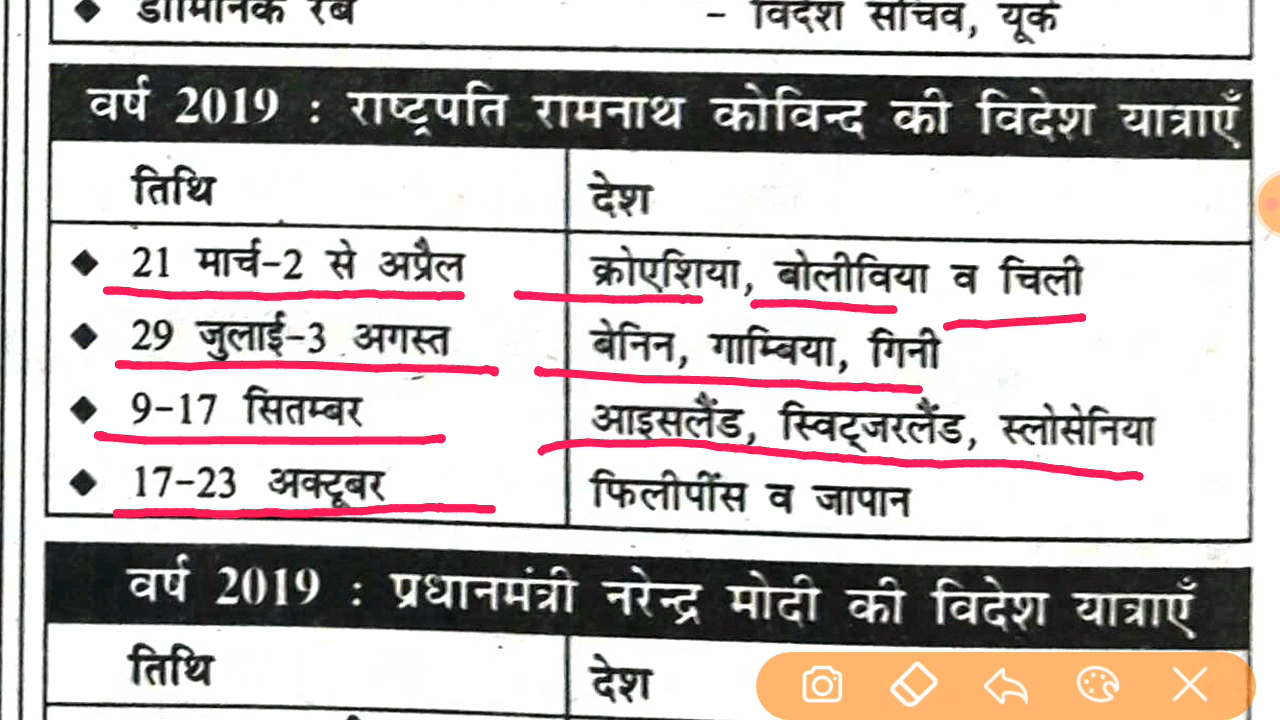 डोमिनिक रब - विदेश सचिव, यूके
वर्ष 2019 : राष्ट्रपति रामनाथ कोविन्द की विदेश यात्राएँ
तिथि देश
21 मार्च-2 से अप्रैल क्रोएशिया, बोलीविया व चिली
29 जुलाई-3 अगस्त बेनिन, गाम्बिया, गिनी
9-17 सितम्बर आइसलैंड, स्विट्जरलैंड, स्लोसेनिया
17-23 अक्टूबर फिलीपींस व जापान
वर्ष 2019 : प्रधानमंत्री नरेन्द्र मोदी की विदेश यात्राएँ
तिथि देश